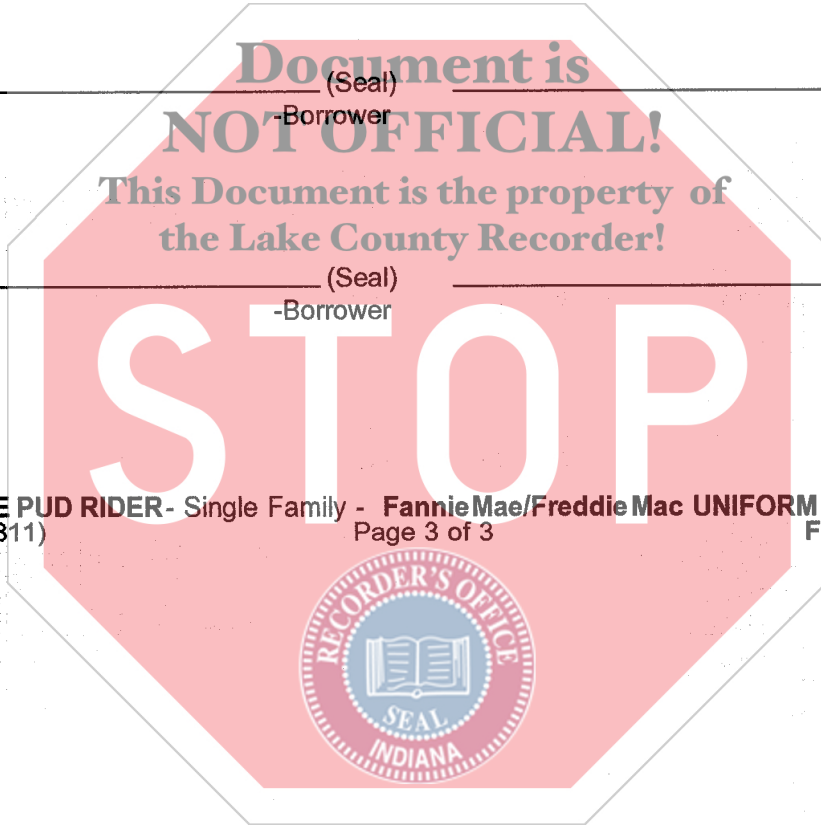 Document is
(Seal)
-Borrower
NOT OFFICIAL!
This Document is the property of
the Lake County Recorder!
(Seal)
-Borrower
STOP
E PUD RIDER- Single Family - Fannie Mae/Freddie Mac UNIFORM
311) Page 3 of 3 F
RECORDER'S OFFICE
SEAL
INDIANA